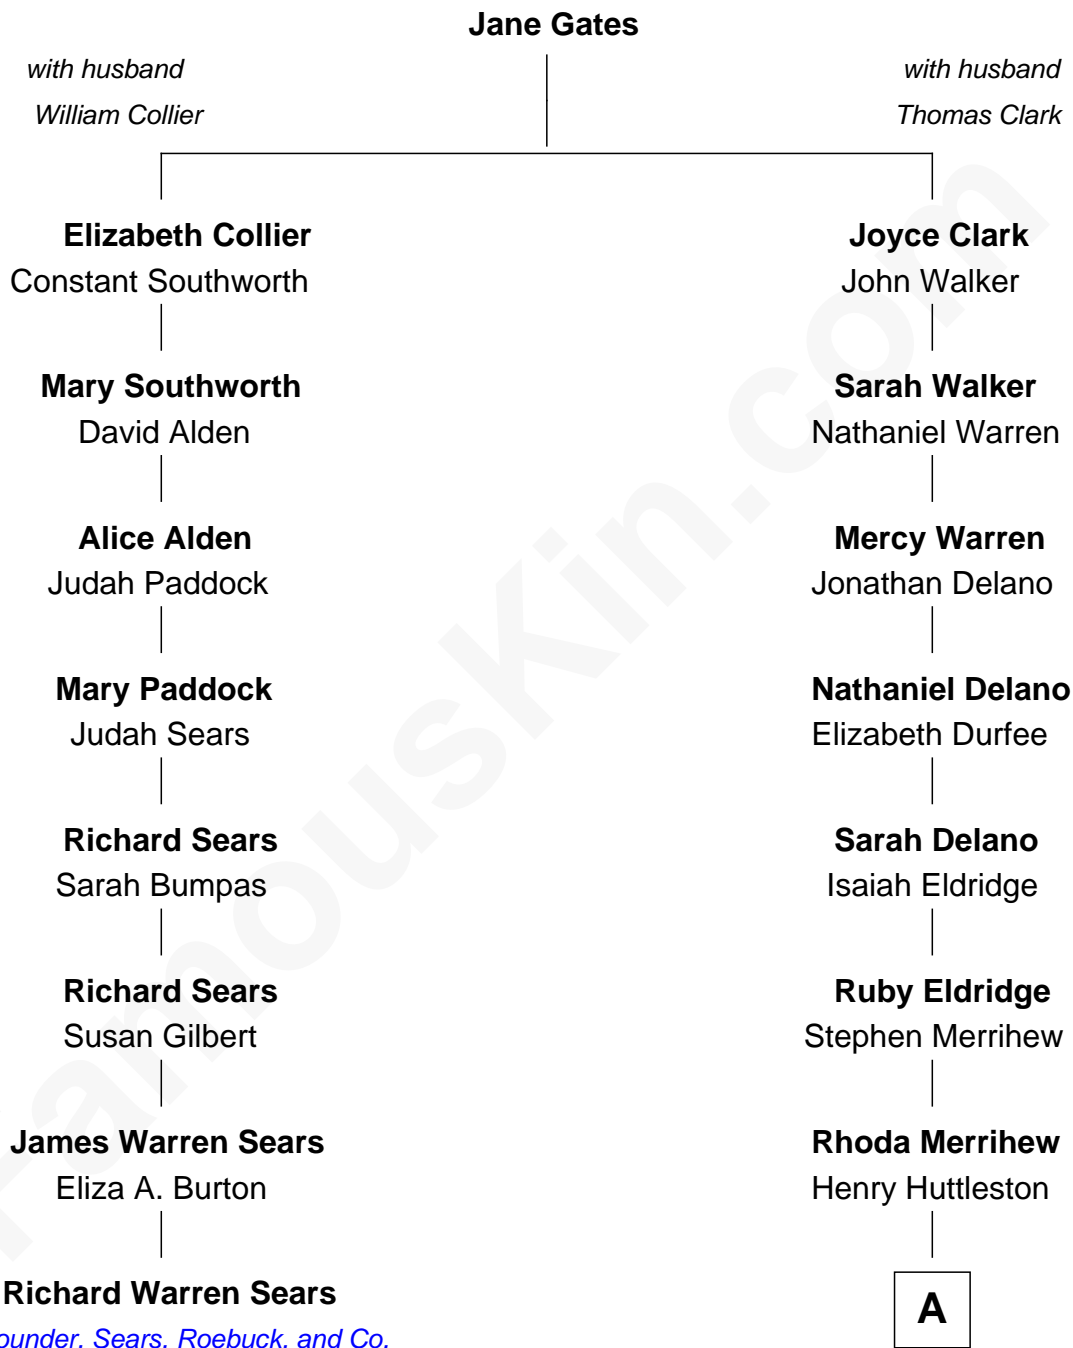 Jane Gates
with husband
William Collier
with husband
Thomas Clark
Elizabeth Collier
Constant Southworth
Joyce Clark
John Walker
Mary Southworth
David Alden
Sarah Walker
Nathaniel Warren
Alice Alden
Judah Paddock
Mercy Warren
Jonathan Delano
Mary Paddock
Judah Sears
Nathaniel Delano
Elizabeth Durfee
Richard Sears
Sarah Bumpas
Sarah Delano
Isaiah Eldridge
Richard Sears
Susan Gilbert
Ruby Eldridge
Stephen Merrihew
James Warren Sears
Eliza A. Burton
Rhoda Merrihew
Henry Huttleston
Richard Warren Sears
ounder, Sears, Roebuck, and Co.
A
FamousKin.com